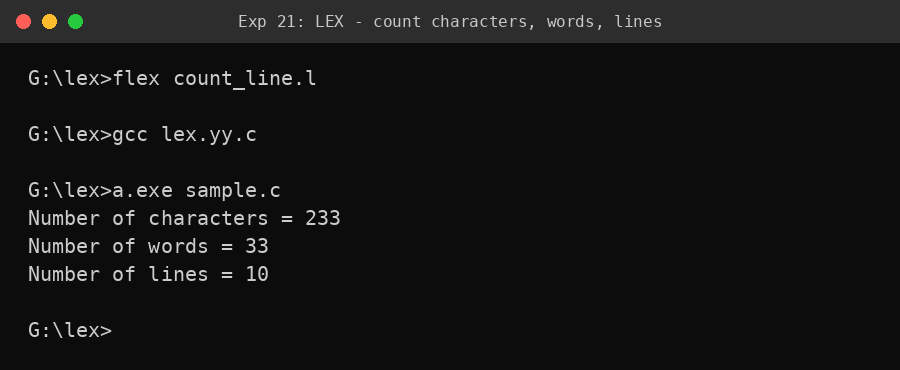 Exp 21: LEX - count characters, words, lines
G:\lex>flex count_line.l
G:\lex>gcc lex.yy.c
G:\lex>a.exe sample.c
Number of characters = 233
Number of words = 33
Number of lines = 10
G:\lex>